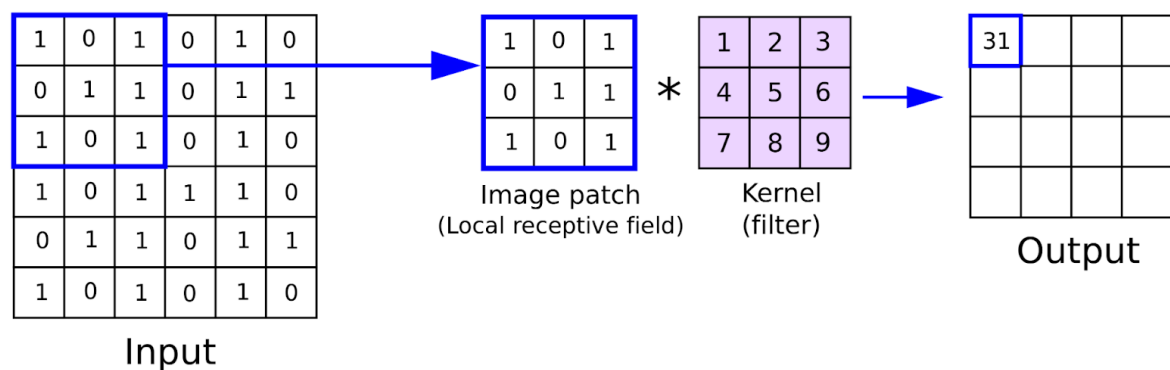 1 0 1 0 1 0
0 1 1 0 1 1
1 0 1 0 1 0
1 0 1 1 1 0
0 1 1 0 1 1
1 0 1 0 1 0
Input
1 0 1
0 1 1
1 0 1
Image patch
(Local receptive field)
*
1 2 3
4 5 6
7 8 9
Kernel
(filter)
31
Output